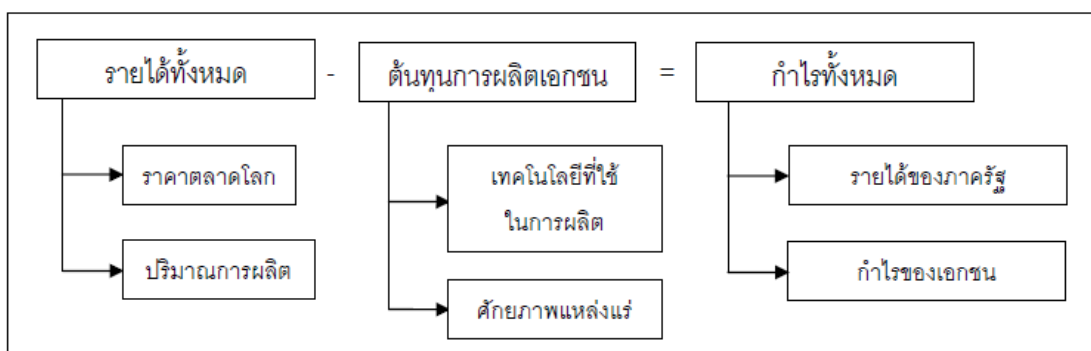 รายได้ทั้งหมด - ต้นทุนการผลิตเอกชน = กำไรทั้งหมด
ราคาตลาดโลก
ปริมาณการผลิต
เทคโนโลยีที่ใช้
ในการผลิต
ศักยภาพแหล่งแร่
รายได้ของภาครัฐ
กำไรของเอกชน